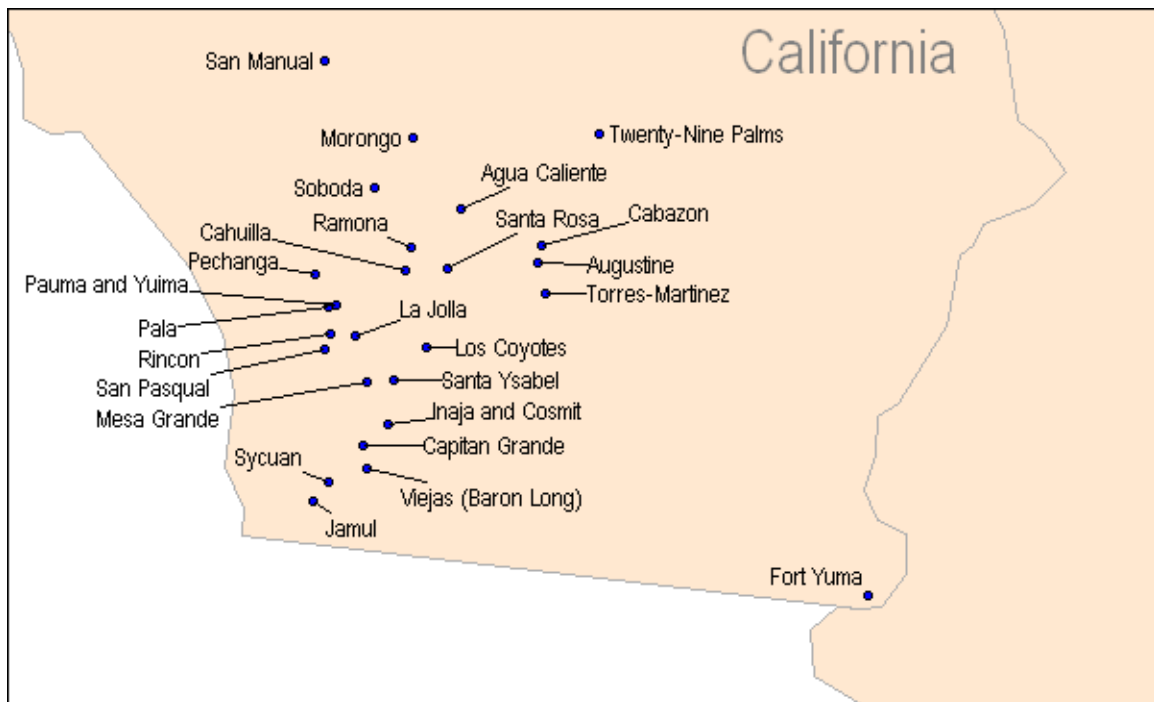 California
San Manual
Morongo
Twenty-Nine Palms
Agua Caliente
Soboda
Santa Rosa
Cabazon
Ramona
Cahuilla
Pechanga
Augustine
Pauma and Yuima
Torres-Martinez
La Jolla
Pala
Los Coyotes
Rincon
San Pasqual
Santa Ysabel
Mesa Grande
Inaja and Cosmit
Capitan Grande
Sycuan
Viejas (Baron Long)
Jamul
Fort Yuma